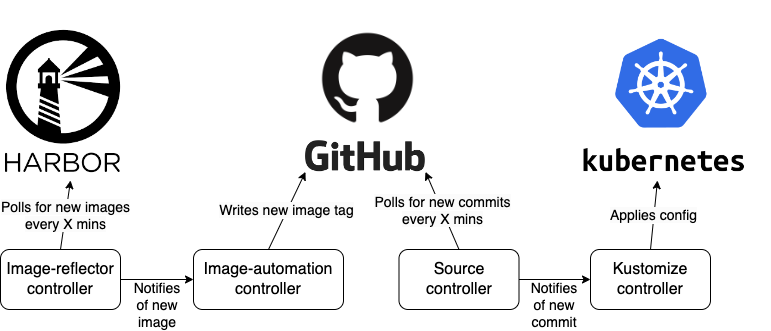 HARBOR
GitHub
kubernetes
Polls for new images
every X mins
Writes new image tag
Polls for new commits
every X mins
Applies config
Image-reflector
controller
Notifies
of new
image
Image-automation
controller
Source
controller
Notifies
of new
commit
Kustomize
controller